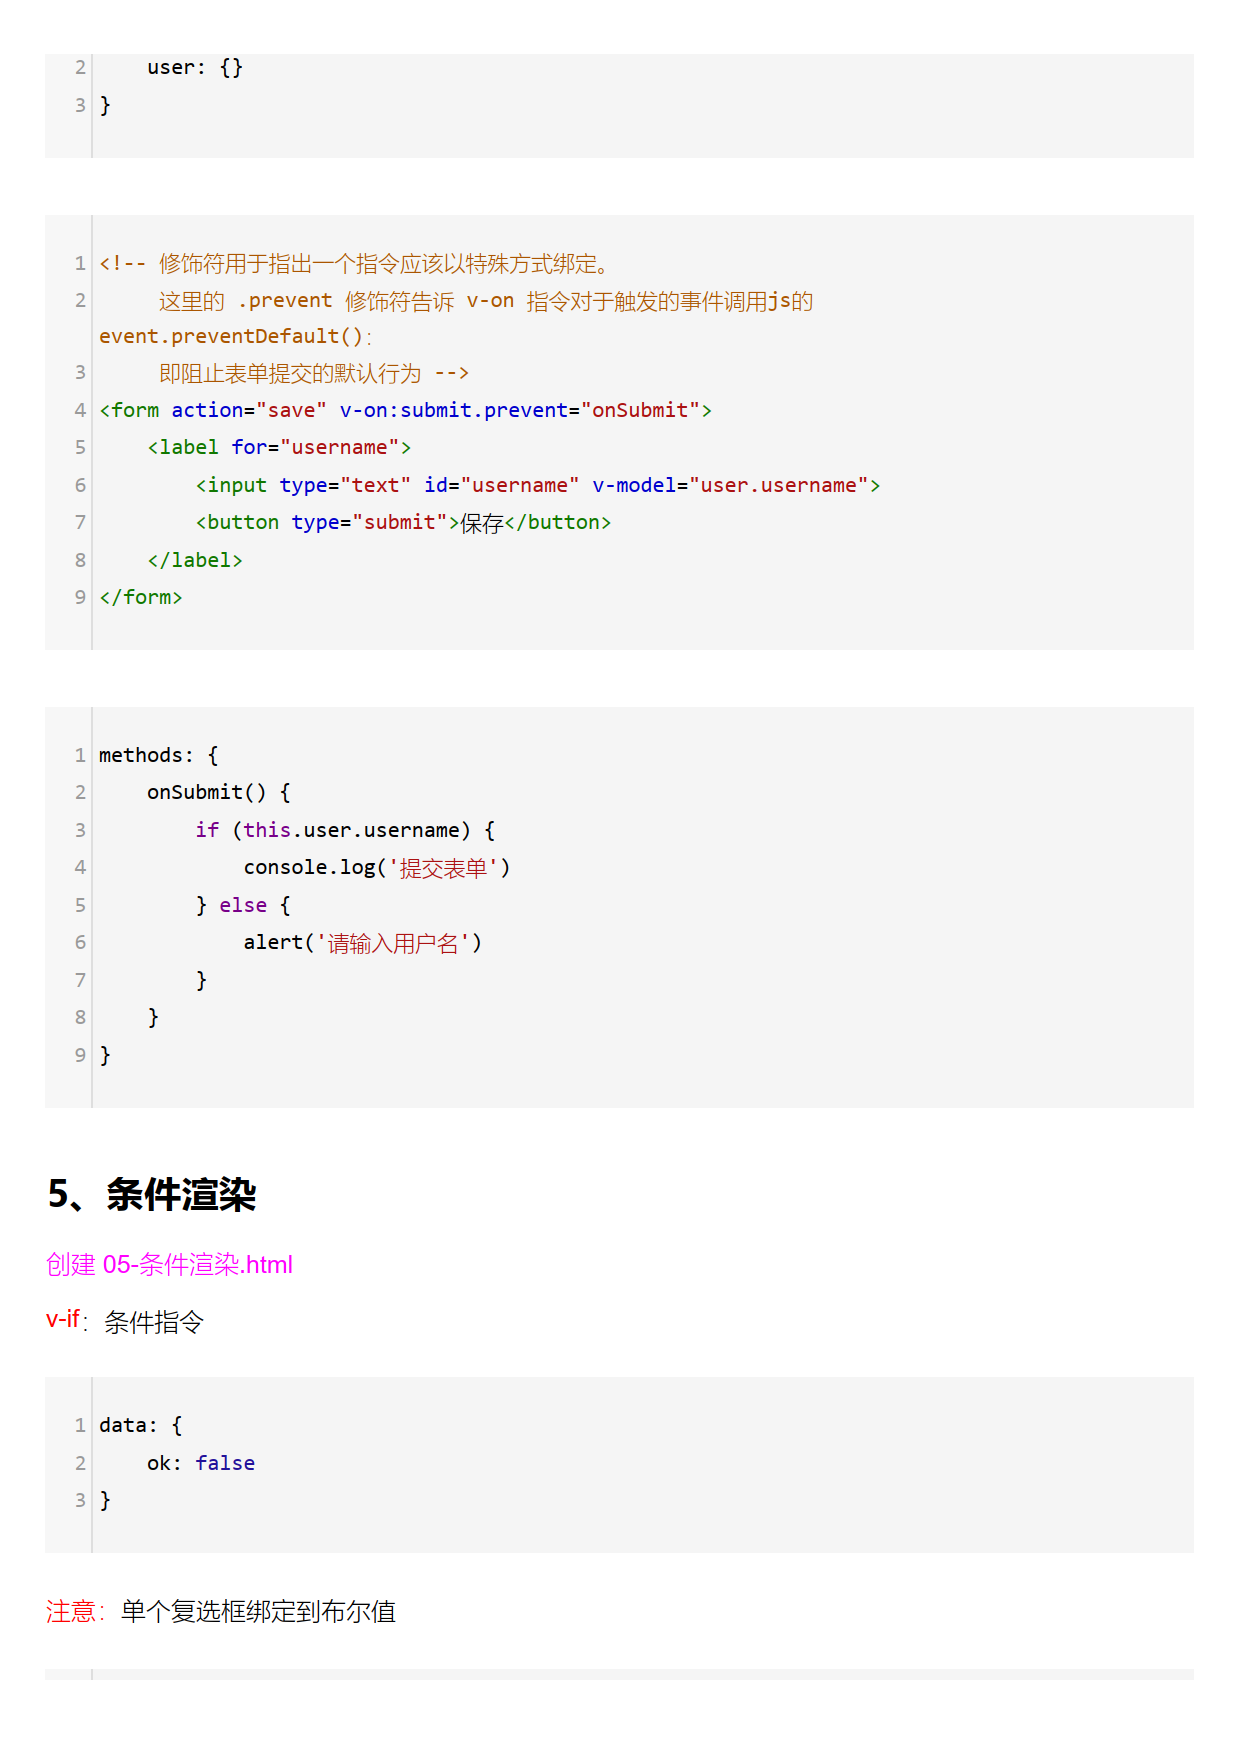 2     user: {}
3 }
1 <!-- 修饰符用于指出一个指令应该以特殊方式绑定。
2      这里的 .prevent 修饰符告诉 v-on 指令对于触发的事件调用js的
event.preventDefault()：
3      即阻止表单提交的默认行为 -->
4 <form action="save" v-on:submit.prevent="onSubmit">
5     <label for="username">
6         <input type="text" id="username" v-model="user.username">
7         <button type="submit">保存</button>
8     </label>
9 </form>
1 methods: {
2     onSubmit() {
3         if (this.user.username) {
4             console.log('提交表单')
5         } else {
6             alert('请输入用户名')
7         }
8     }
9 }
5、条件渲染
创建 05-条件渲染.html
v-if：条件指令
1 data: {
2     ok: false
3 }
注意：单个复选框绑定到布尔值